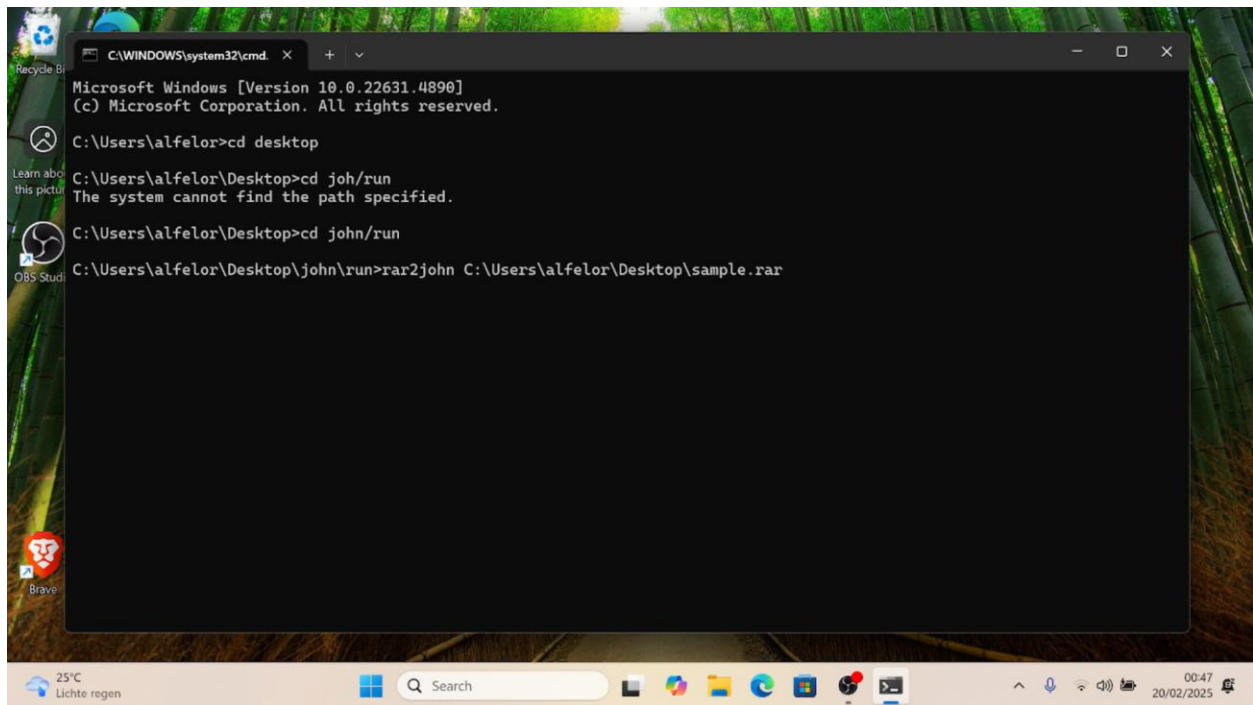 Recycle Bi
C:\WINDOWS\system32\cmd.
Microsoft Windows [Version 10.0.22631.4890]
(c) Microsoft Corporation. All rights reserved.
C:\Users\alfelor>cd desktop
Learn abo
this pictur
C:\Users\alfelor\Desktop>cd joh/run
The system cannot find the path specified.
C:\Users\alfelor\Desktop>cd john/run
OBS Studi
C:\Users\alfelor\Desktop\john\run>rar2john C:\Users\alfelor\Desktop\sample.rar
Brave
25°C
Lichte regen
Search
00:47
20/02/2025